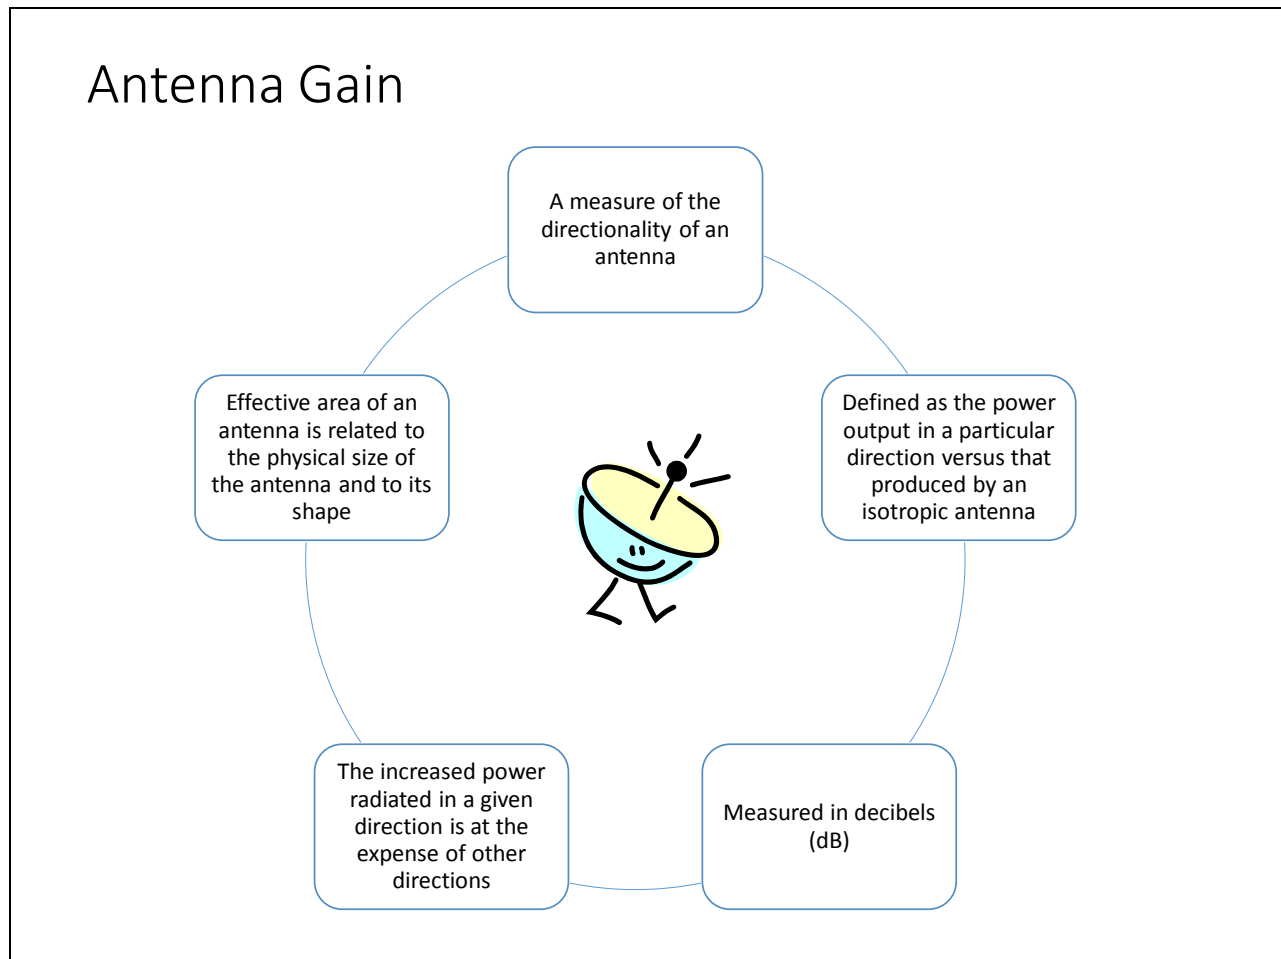 Antenna Gain
A measure of the
directionality of an
antenna
Defined as the power
output in a particular
direction versus that
produced by an
isotropic antenna
Measured in decibels
(dB)
The increased power
radiated in a given
direction is at the
expense of other
directions
Effective area of an
antenna is related to
the physical size of
the antenna and to its
shape